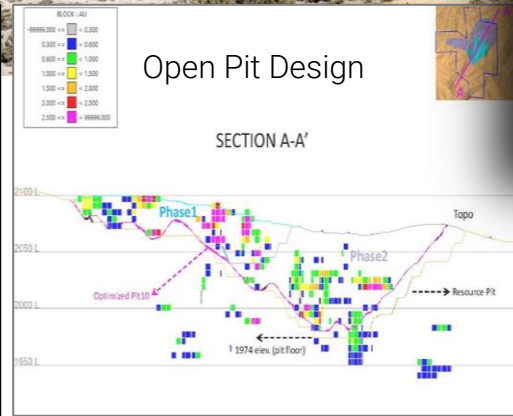 BLOCK : AU
-99999.000 <= < 0.300
0.300 <= < 0.600
0.600 <= < 1.000
1.000 <= < 1.500
1.500 <= < 2.000
2.000 <= < 2.500
2.500 <= < 99999.000
Open Pit Design
A
SECTION A-A'
2100 L
Phase1
Topo
2050 L
Phase2
Optimized Pit10
Resource Pit
2000 L
1974 elev. (pit floor)
1950 L